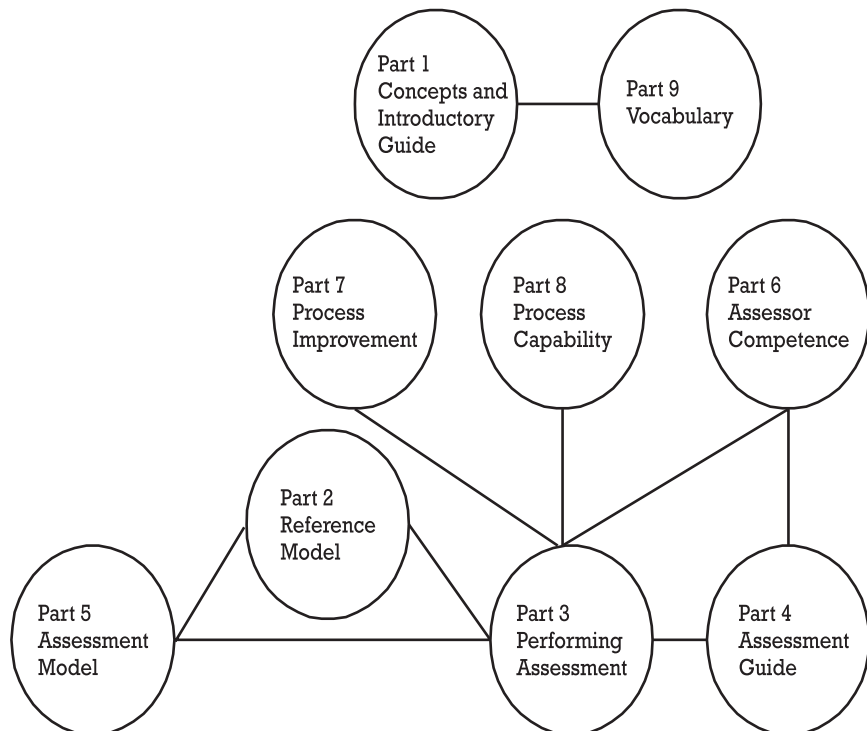 Part 1
Concepts and
Introductory
Guide
Part 9
Vocabulary
Part 7
Process
Improvement
Part 8
Process
Capability
Part 6
Assessor
Competence
Part 2
Reference
Model
Part 5
Assessment
Model
Part 3
Performing
Assessment
Part 4
Assessment
Guide